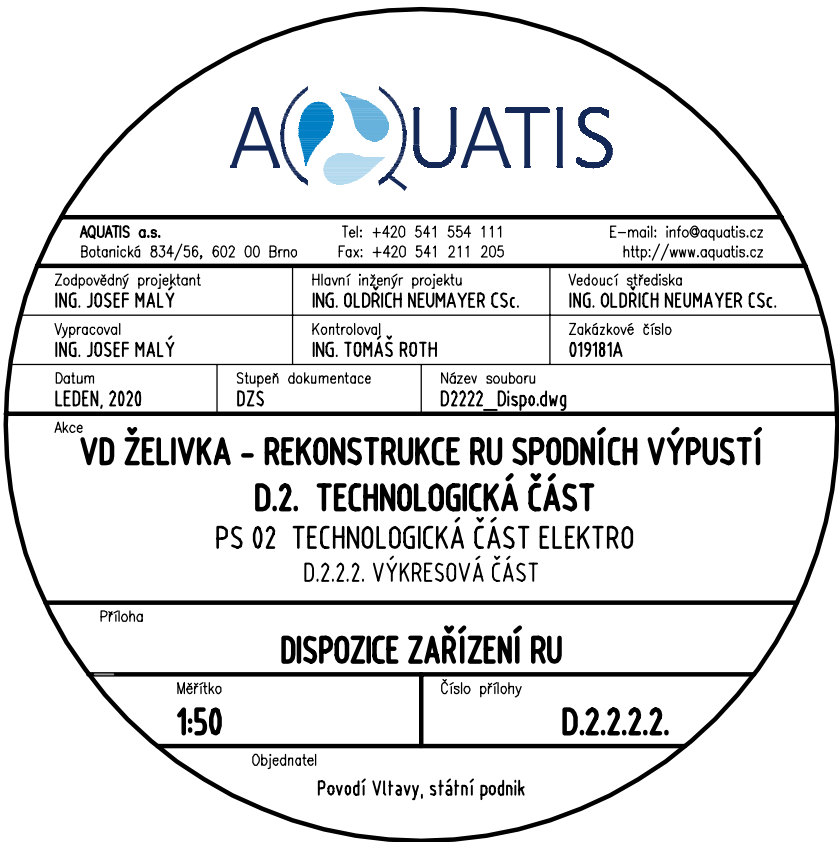 AQUATIS
AQUATIS a.s.
Botanická 834/56, 602 00 Brno
Tel: +420 541 554 111
Fax: +420 541 211 205
E-mail: info@aquatis.cz
http://www.aquatis.cz
Zodpovědný projektant
ING. JOSEF MALÝ
Hlavní inženýr projektu
ING. OLDŘICH NEUMAYER CSc.
Vedoucí střediska
ING. OLDŘICH NEUMAYER CSc.
Vypracoval
ING. JOSEF MALÝ
Kontroloval
ING. TOMÁŠ ROTH
Zakázkové číslo
019181A
Datum
LEDEN, 2020
Stupeň dokumentace
DZS
Název souboru
D2222_Dispo.dwg
Akce
VD ŽELIVKA - REKONSTRUKCE RU SPODNÍCH VÝPUSTÍ
D.2. TECHNOLOGICKÁ ČÁST
PS 02 TECHNOLOGICKÁ ČÁST ELEKTRO
D.2.2.2. VÝKRESOVÁ ČÁST
Příloha
DISPOZICE ZAŘÍZENÍ RU
Měřítko
1:50
Číslo přílohy
D.2.2.2.2.
Objednatel
Povodí Vltavy, státní podnik